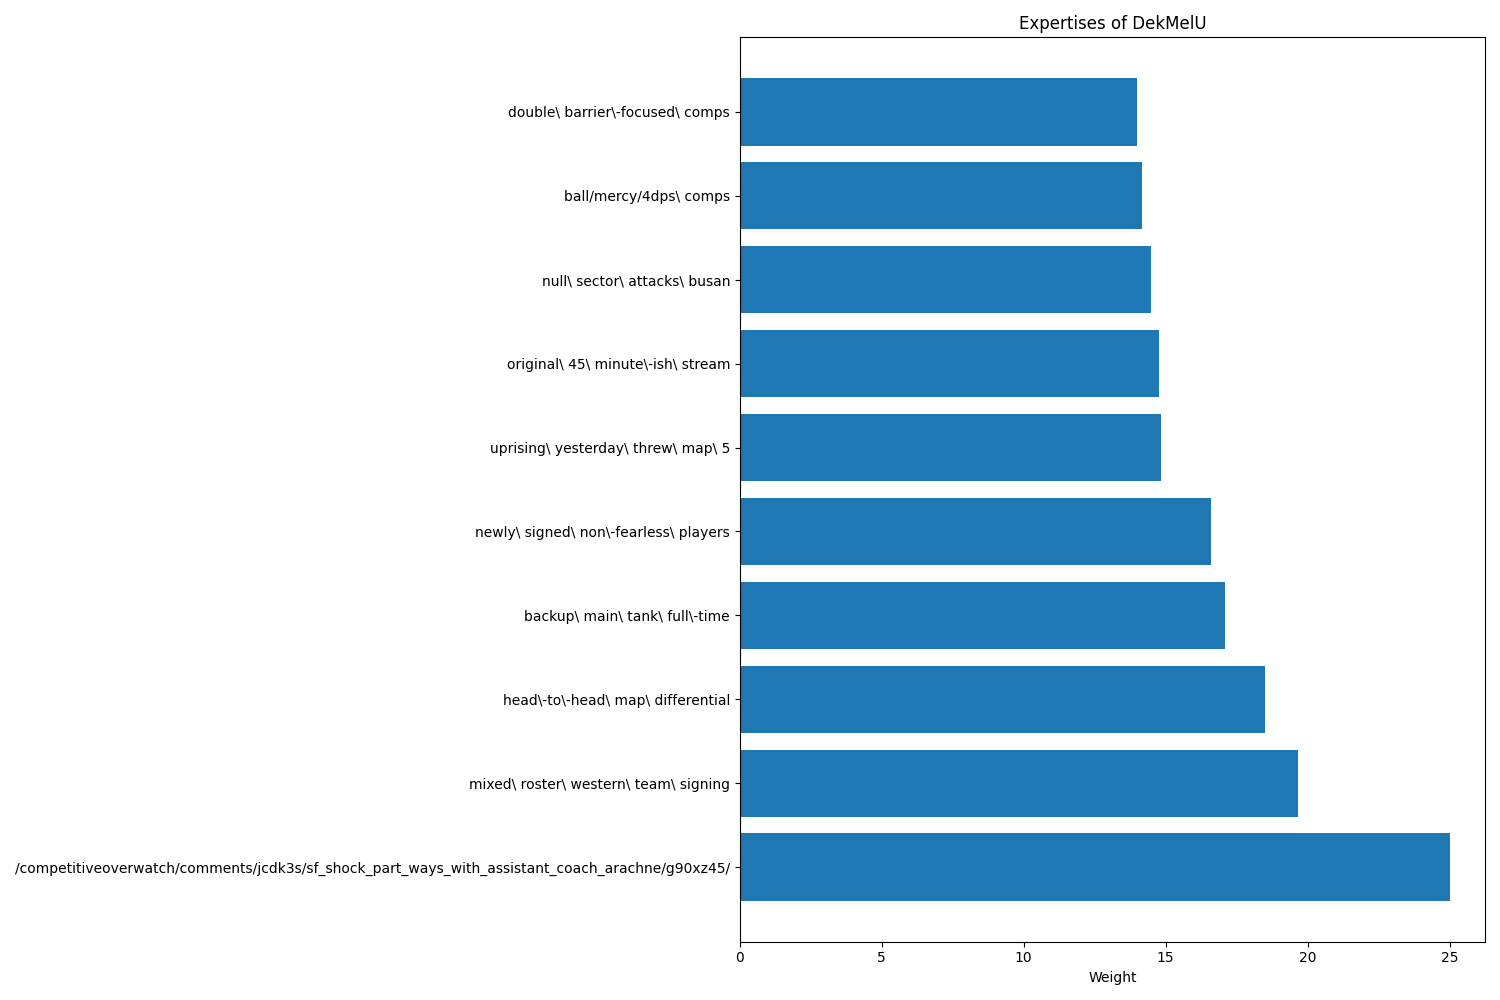 Expertises of DekMelU
double\ barrier\-focused\ comps
ball/mercy/4dps\ comps
null\ sector\ attacks\ busan
original\ 45\ minute\-ish\ stream
uprising\ yesterday\ threw\ map\ 5
newly\ signed\ non\-fearless\ players
backup\ main\ tank\ full\-time
head\-to\-head\ map\ differential
mixed\ roster\ western\ team\ signing
/competitiveoverwatch/comments/jcdk3s/sf_shock_part_ways_with_assistant_coach_arachne/g90xz45/
0 5 10 15 20 25
Weight